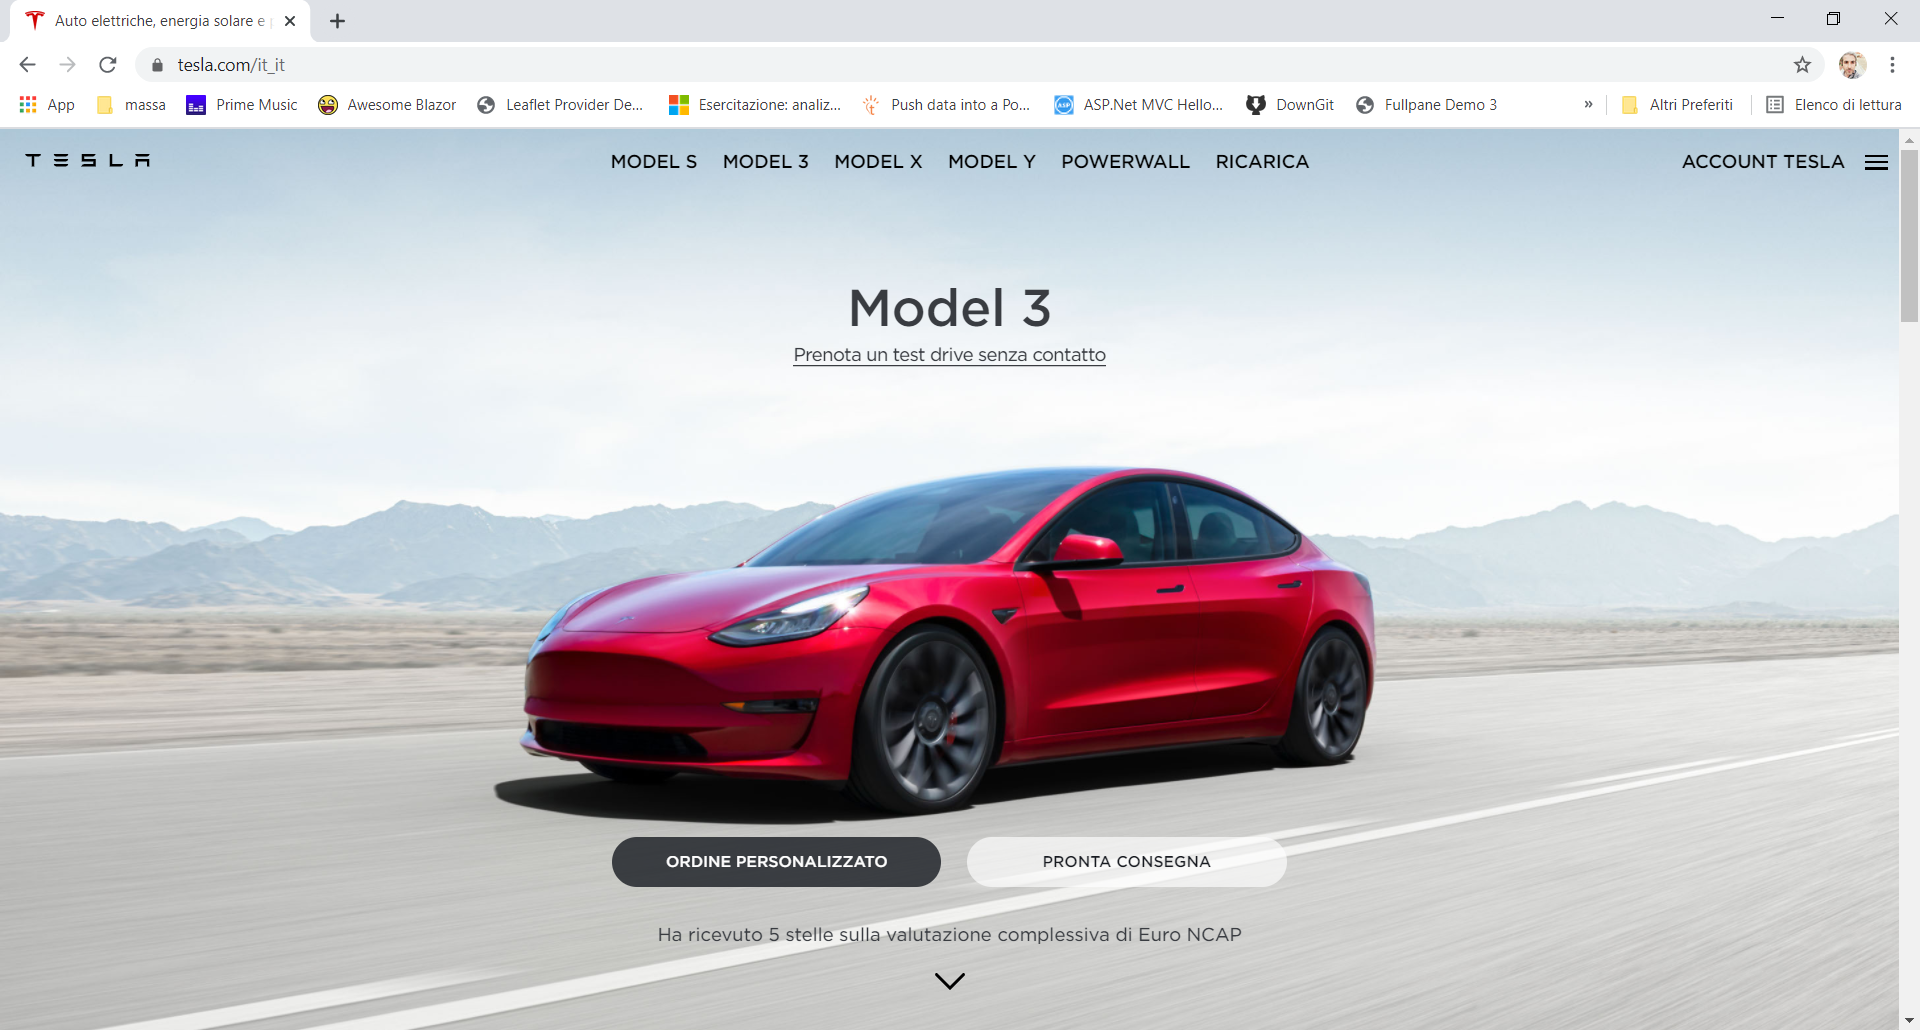 Auto elettriche, energia solare e
tesla.com/it_it
App massa Prime Music Awesome Blazor Leaflet Provider De... Esercitazione: analiz... Push data into a Po... ASP ASP.Net MVC Hello... DownGit Fullpane Demo 3 » Altri Preferiti Elenco di lettura
TESLA MODEL S MODEL 3 MODEL X MODEL Y POWERWALL RICARICA ACCOUNT TESLA
Model 3
Prenota un test drive senza contatto
ORDINE PERSONALIZZATO PRONTA CONSEGNA
Ha ricevuto 5 stelle sulla valutazione complessiva di Euro NCAP